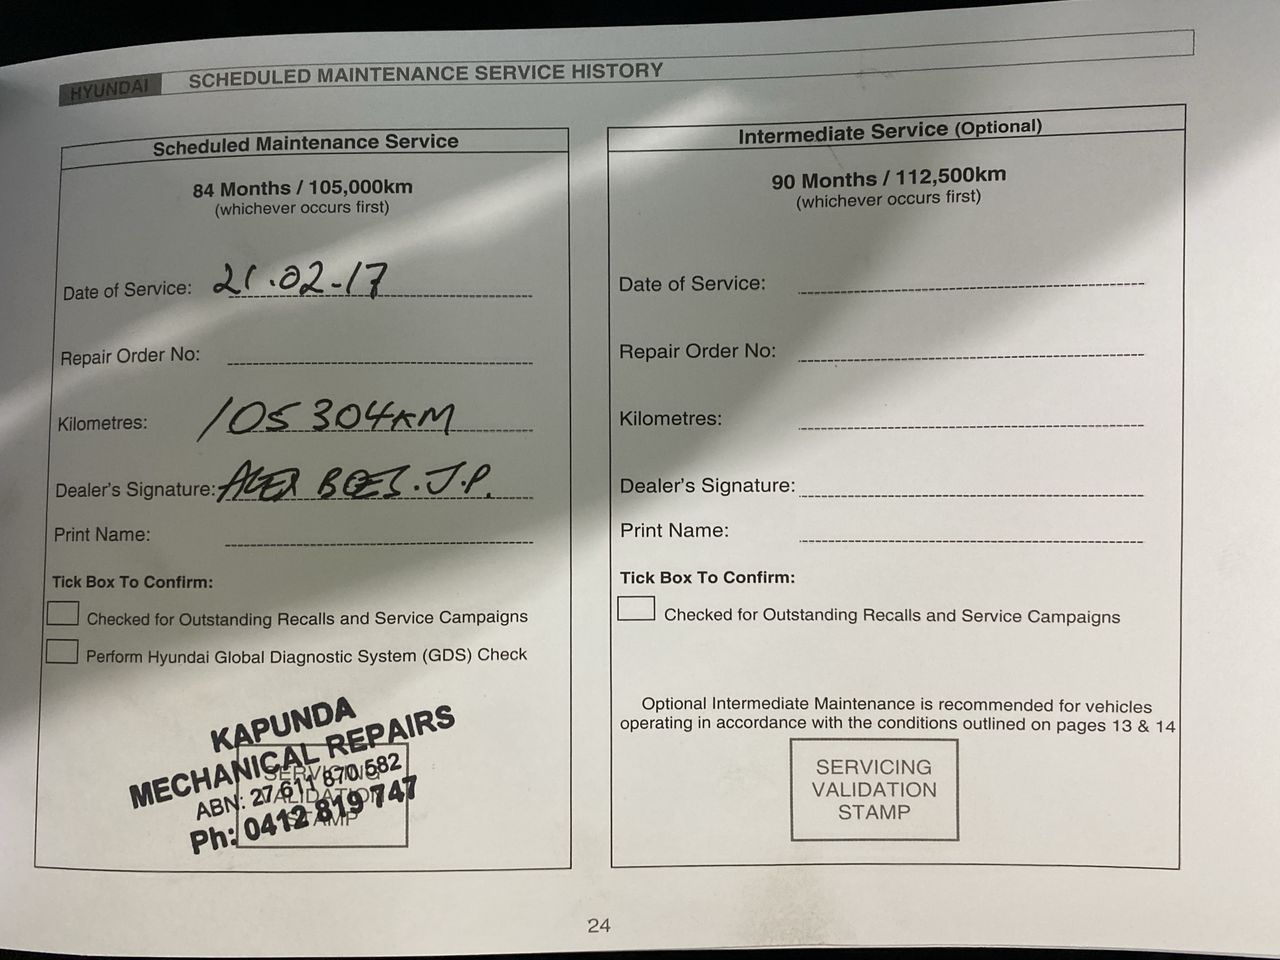 HYUNDAI SCHEDULED MAINTENANCE SERVICE HISTORY
Scheduled Maintenance Service
84 Months / 105,000km
(whichever occurs first)
Date of Service: 21.02-17
Repair Order No:
Kilometres: 105 304KM
Dealer's Signature: J.P.
Print Name:
Tick Box To Confirm:
Checked for Outstanding Recalls and Service Campaigns
Perform Hyundai Global Diagnostic System (GDS) Check
SERVICING
VALIDATION
STAMP
KAPUNDA
MECHANICAL REPAIRS
ABN: 27 611 870 582
Ph: 0412 819 747
Intermediate Service (Optional)
90 Months / 112,500km
(whichever occurs first)
Date of Service:
Repair Order No:
Kilometres:
Dealer's Signature:
Print Name:
Tick Box To Confirm:
Checked for Outstanding Recalls and Service Campaigns
Optional Intermediate Maintenance is recommended for vehicles
operating in accordance with the conditions outlined on pages 13 & 14
SERVICING
VALIDATION
STAMP
24